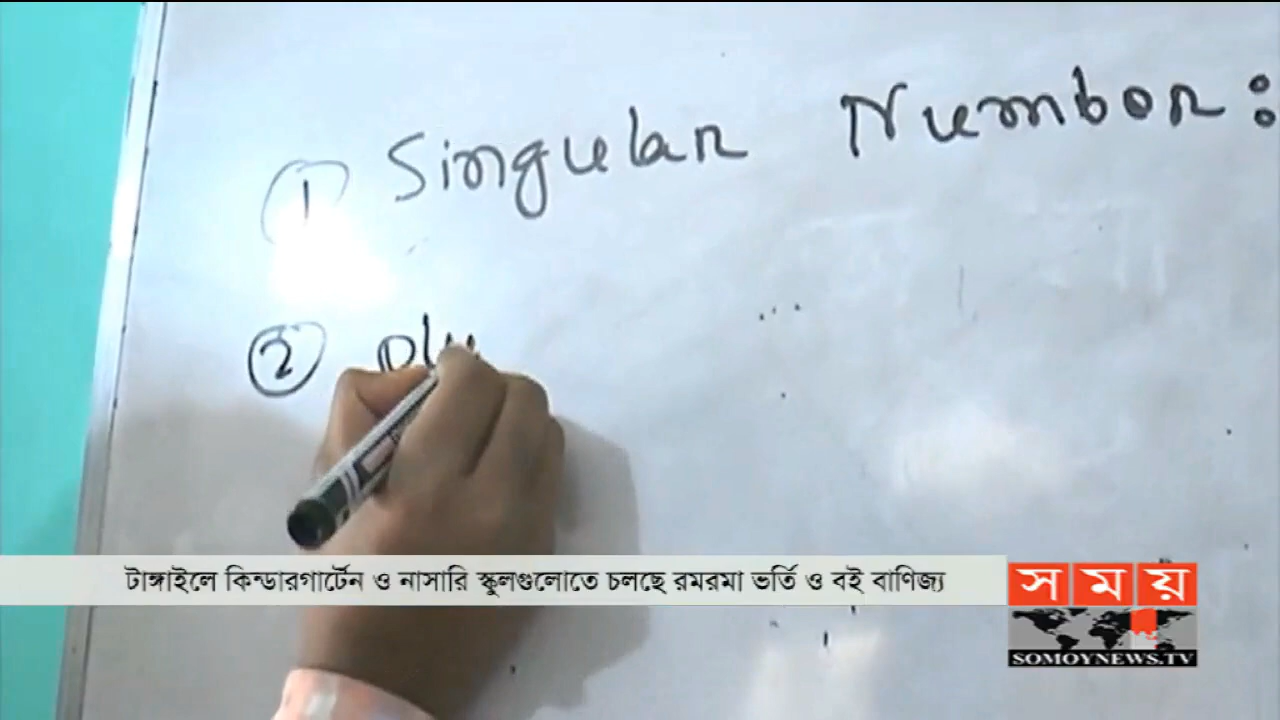 ① Singular Number:
② Plu
টাঙ্গাইলে কিন্ডারগার্টেন ও নাসারি স্কুলগুলোতে চলছে রমরমা ভর্তি ও বই বাণিজ্য
সময়
SOMOYNEWS.TV